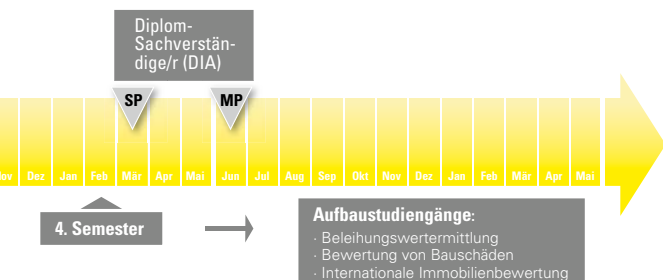 Diplom-
Sachverstän-
dige/r (DIA)
SP MP
Nov Dez Jan Feb Mär Apr Mai Jun Jul Aug Sep Okt Nov Dez Jan Feb Mär Apr Mai
4. Semester
Aufbaustudiengänge:
· Beleihungswertermittlung
· Bewertung von Bauschäden
· Internationale Immobilienbewertung